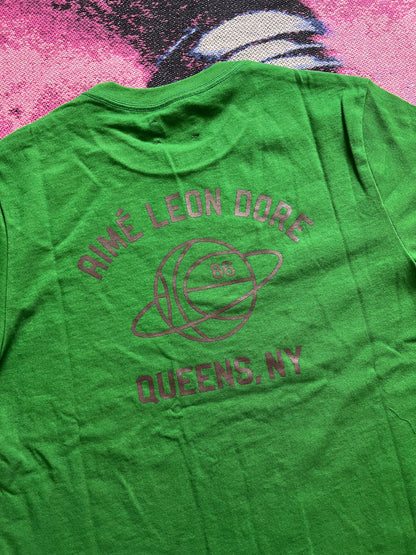 AIMÉ LEON DORE
86
QUEENS, NY